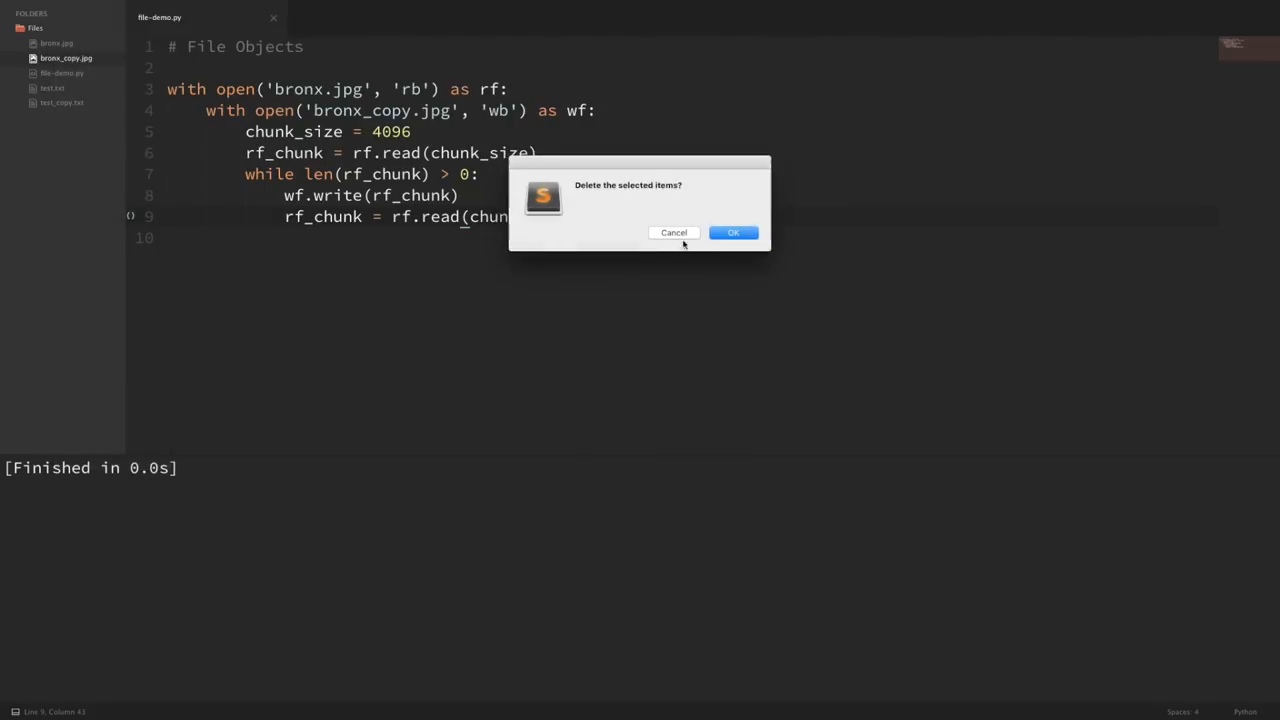 FOLDERS
Files
bronx.jpg
bronx_copy.jpg
file-demo.py
test.txt
test_copy.txt
file-demo.py
1 # File Objects
2
3 with open('bronx.jpg', 'rb') as rf:
4 with open('bronx_copy.jpg', 'wb') as wf:
5 chunk_size = 4096
6 rf_chunk = rf.read(chunk_size)
7 while len(rf_chunk) > 0:
8 wf.write(rf_chunk)
9 rf_chunk = rf.read(chun
10
Delete the selected items?
Cancel OK
[Finished in 0.0s]
Line 9, Column 43 Spaces: 4 Python